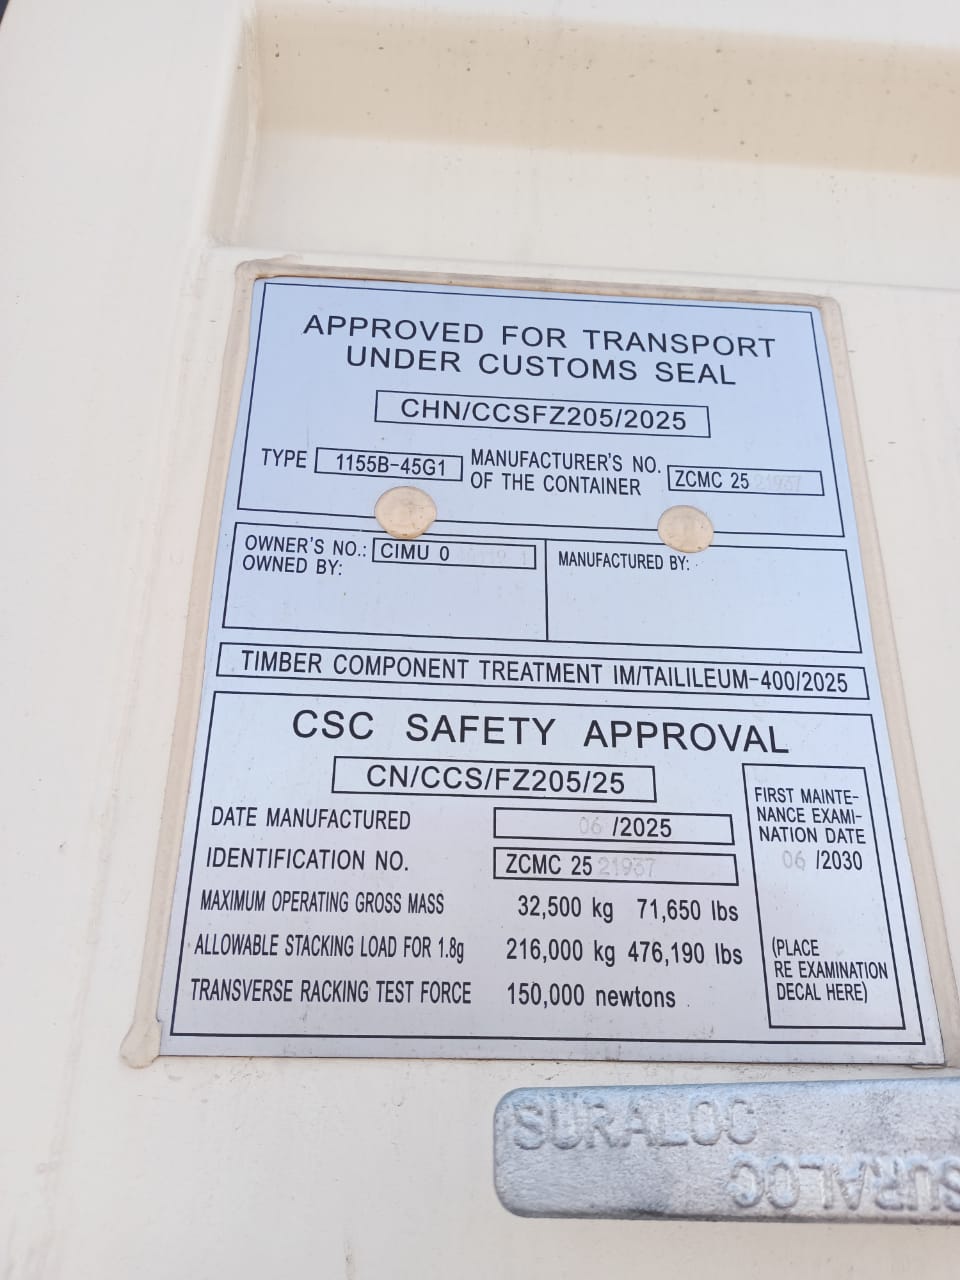 APPROVED FOR TRANSPORT
UNDER CUSTOMS SEAL
CHN/CCSFZ205/2025
TYPE 1155B-45G1 MANUFACTURER'S NO.
OF THE CONTAINER ZCMC 25 21937
OWNER'S NO.: CIMU 0
OWNED BY:
MANUFACTURED BY:
TIMBER COMPONENT TREATMENT IM/TAILILEUM-400/2025
CSC SAFETY APPROVAL
CN/CCS/FZ205/25
DATE MANUFACTURED 06 /2025
IDENTIFICATION NO. ZCMC 25 21937
MAXIMUM OPERATING GROSS MASS 32,500 kg 71,650 lbs
ALLOWABLE STACKING LOAD FOR 1.8g 216,000 kg 476,190 lbs
TRANSVERSE RACKING TEST FORCE 150,000 newtons
FIRST MAINTE-
NANCE EXAMI-
NATION DATE
06 /2030
(PLACE
RE EXAMINATION
DECAL HERE)
SURALOC
SURALOC